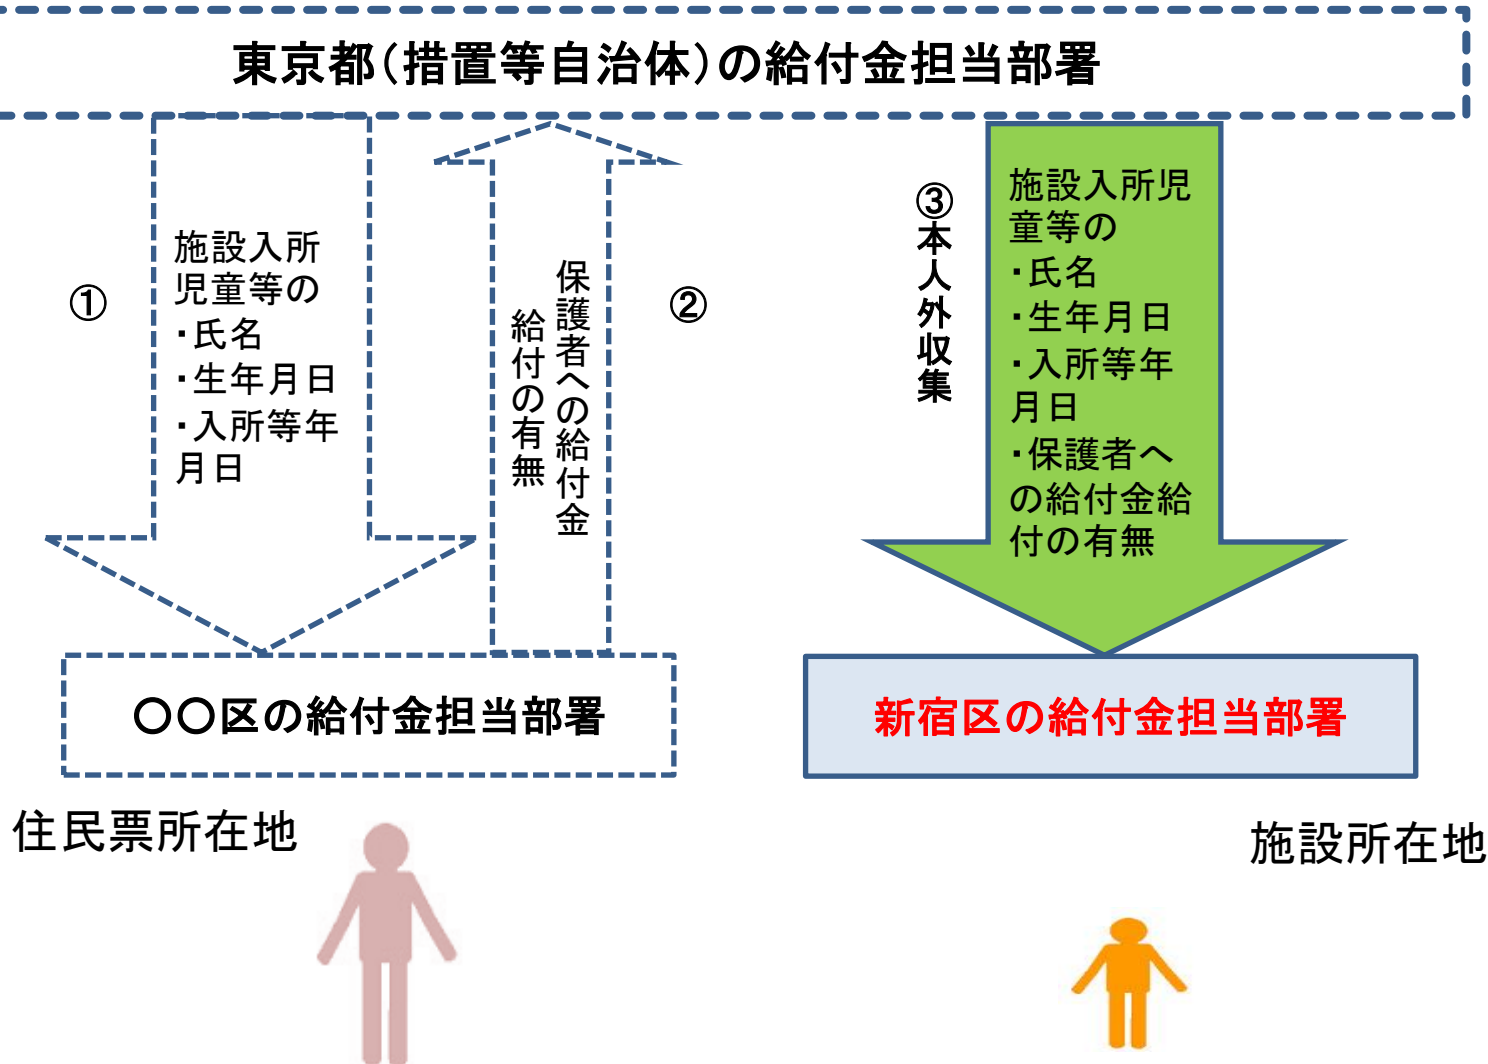 東京都（措置等自治体）の給付金担当部署
①
施設入所
児童等の
・氏名
・生年月日
・入所等年
月日
保護者への給付金
給付の有無
②
③本人外収集
施設入所児
童等の
・氏名
・生年月日
・入所等年
月日
・保護者へ
の給付金給
付の有無
〇〇区の給付金担当部署
新宿区の給付金担当部署
住民票所在地
施設所在地